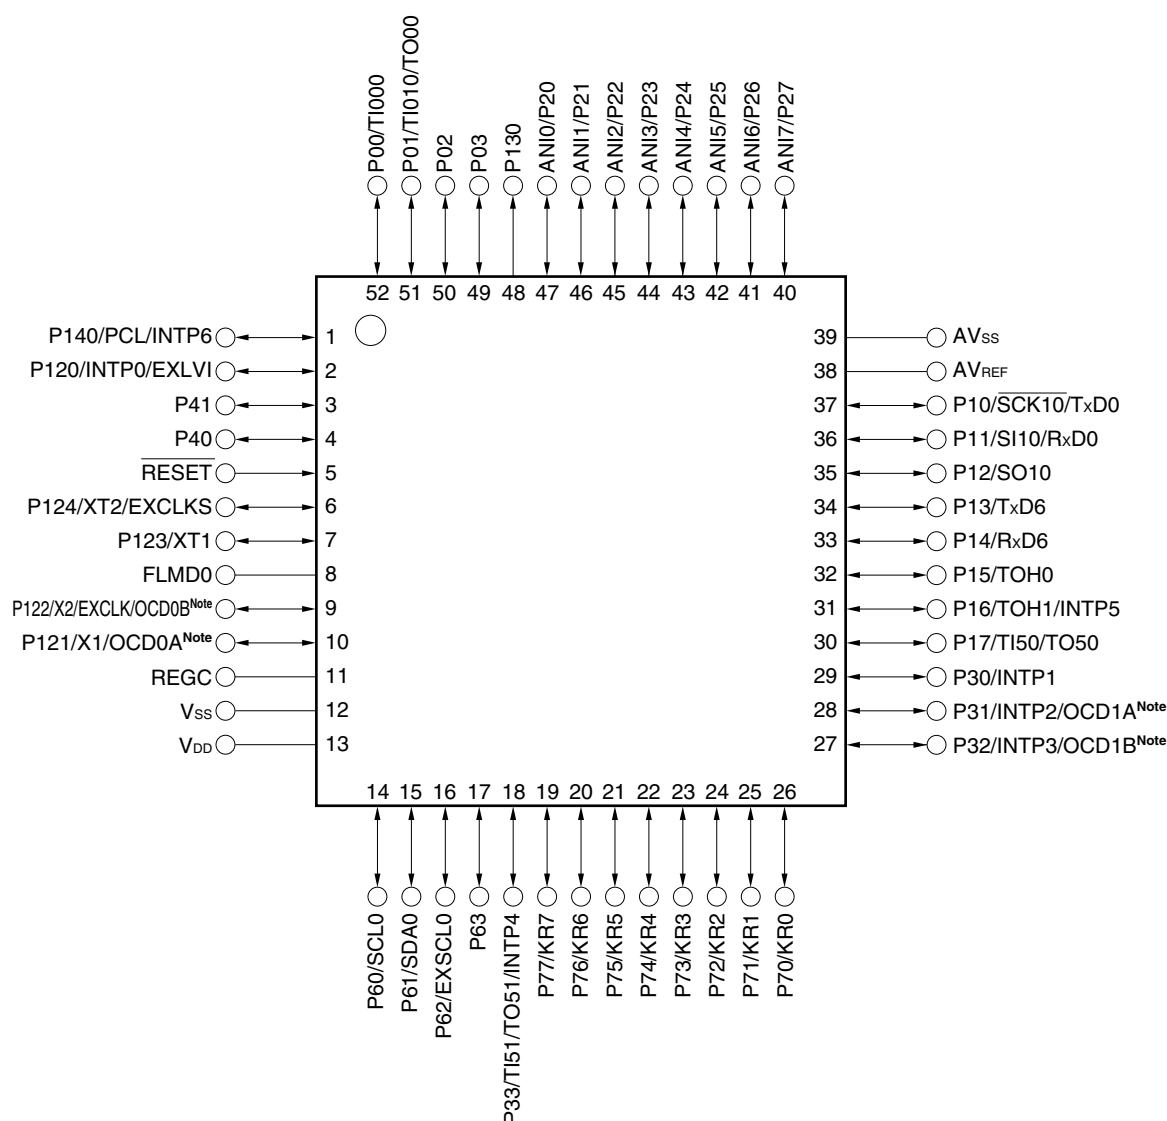 P00/TI000
P01/TI010/TO00
P02
P03
P130
ANI0/P20
ANI1/P21
ANI2/P22
ANI3/P23
ANI4/P24
ANI5/P25
ANI6/P26
ANI7/P27
52 51 50 49 48 47 46 45 44 43 42 41 40
P140/PCL/INTP6 1
P120/INTP0/EXLVI 2
P41 3
P40 4
RESET 5
P124/XT2/EXCLKS 6
P123/XT1 7
FLMD0 8
P122/X2/EXCLK/OCD0BNote 9
P121/X1/OCD0ANote 10
REGC 11
VSS 12
VDD 13
39 AVSS
38 AVREF
37 P10/SCK10/TxD0
36 P11/SI10/RxD0
35 P12/SO10
34 P13/TxD6
33 P14/RxD6
32 P15/TOH0
31 P16/TOH1/INTP5
30 P17/TI50/TO50
29 P30/INTP1
28 P31/INTP2/OCD1ANote
27 P32/INTP3/OCD1BNote
14 15 16 17 18 19 20 21 22 23 24 25 26
P60/SCL0
P61/SDA0
P62/EXSCL0
P63
P33/TI51/TO51/INTP4
P77/KR7
P76/KR6
P75/KR5
P74/KR4
P73/KR3
P72/KR2
P71/KR1
P70/KR0